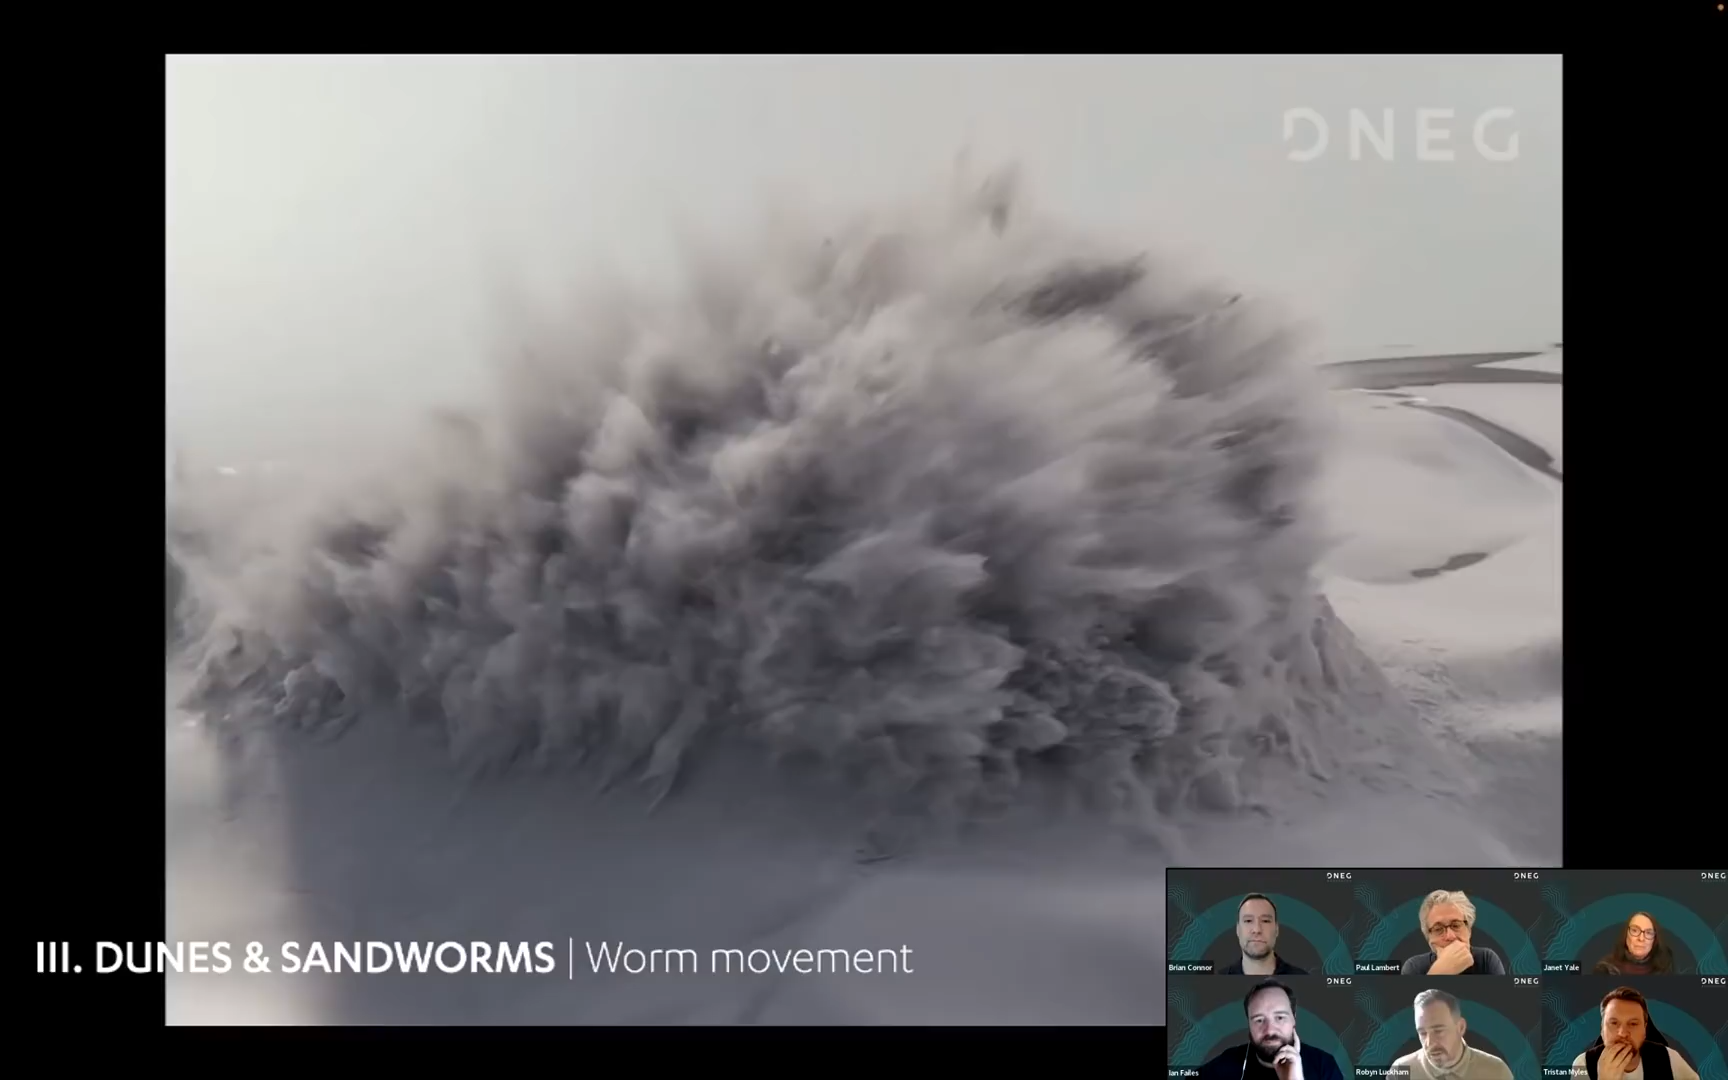 DNEG
III. DUNES & SANDWORMS | Worm movement
DNEG
DNEG
DNEG
Brian Connor
Paul Lambert
Janet Yale
DNEG
DNEG
DNEG
Ian Failes
Robyn Luckham
Tristan Myles